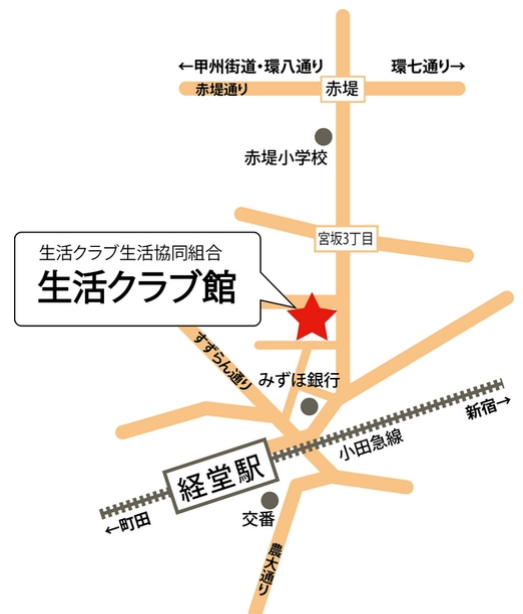 ←甲州街道・環八通り
環七通り→
赤堤通り
赤堤
赤堤小学校
宮坂3丁目
生活クラブ生活協同組合
生活クラブ館
すずらん通り
みずほ銀行
新宿→
小田急線
経堂駅
←町田
交番
農大通り